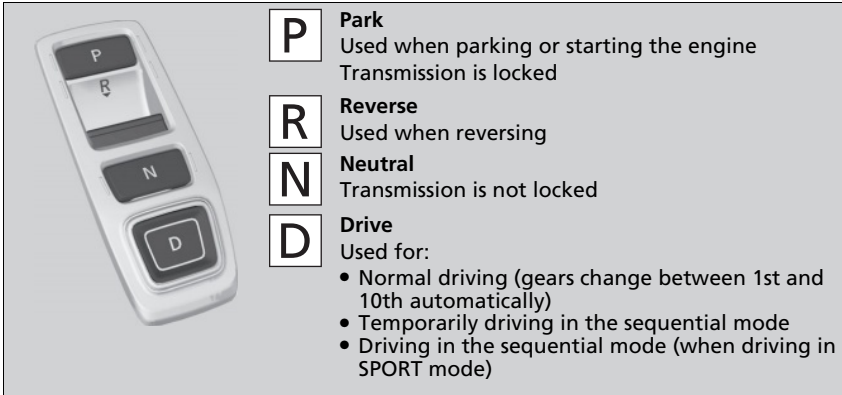 P
R
N
D
P
Park
Used when parking or starting the engine
Transmission is locked
R
Reverse
Used when reversing
N
Neutral
Transmission is not locked
D
Drive
Used for:
• Normal driving (gears change between 1st and
10th automatically)
• Temporarily driving in the sequential mode
• Driving in the sequential mode (when driving in
SPORT mode)